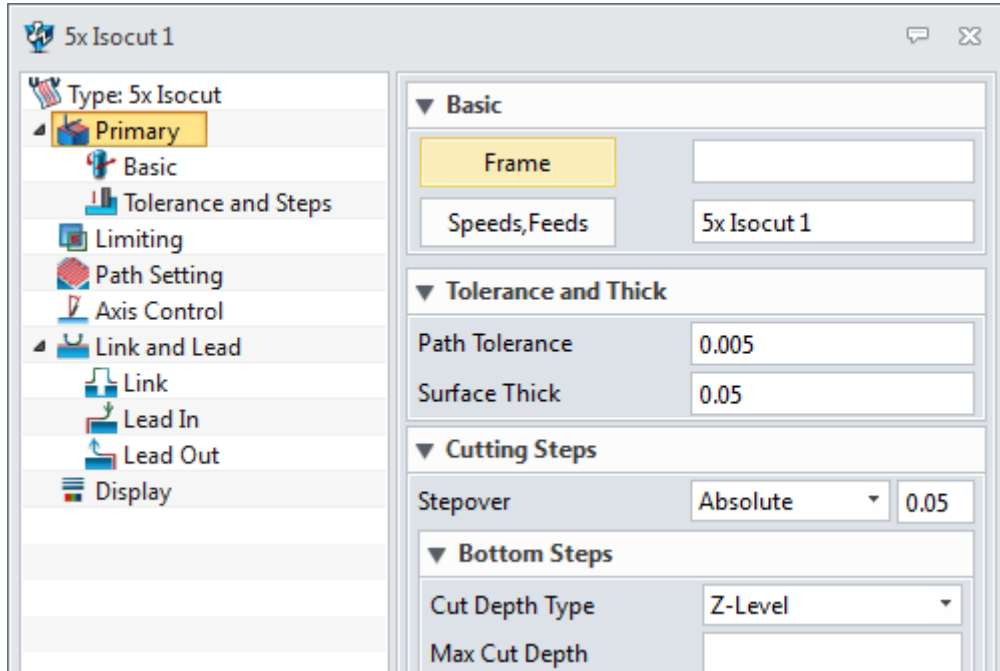 5x Isocut 1
Type: 5x Isocut
Primary
Basic
Tolerance and Steps
Limiting
Path Setting
Axis Control
Link and Lead
Link
Lead In
Lead Out
Display
Basic
Frame
Speeds,Feeds 5x Isocut 1
Tolerance and Thick
Path Tolerance 0.005
Surface Thick 0.05
Cutting Steps
Stepover Absolute 0.05
Bottom Steps
Cut Depth Type Z-Level
Max Cut Depth